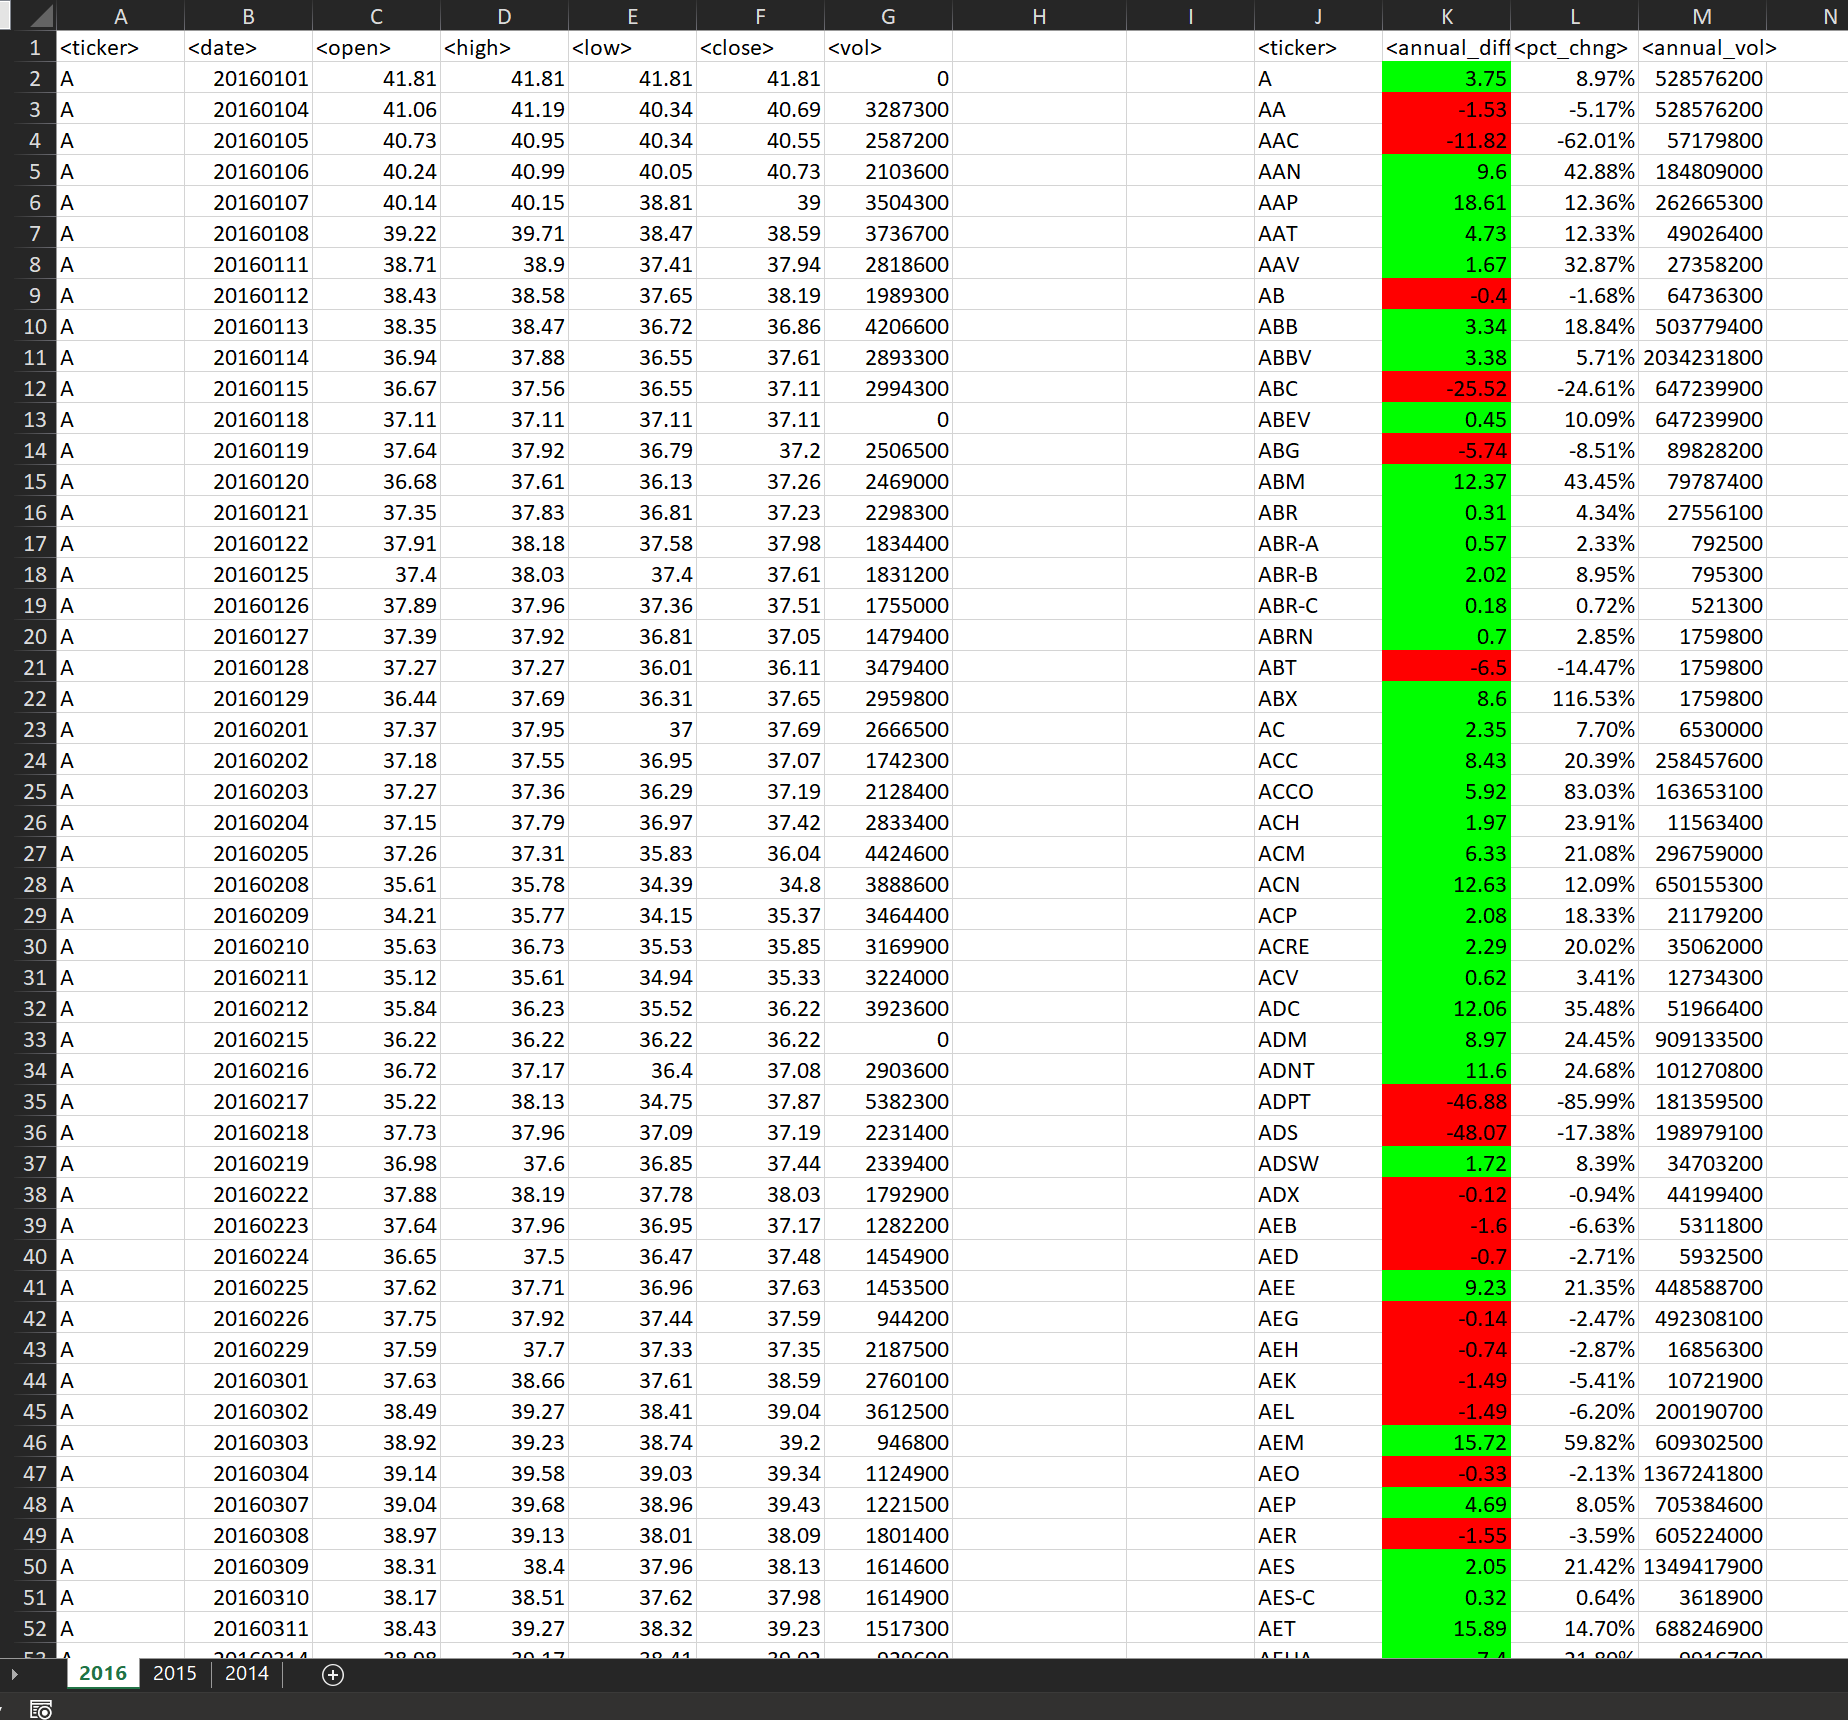 A B C D E F G H I J K L M N
1 <ticker> <date> <open> <high> <low> <close> <vol> <ticker> <annual_diff <pct_chng> <annual_vol>
2 A 20160101 41.81 41.81 41.81 41.81 0 A 3.75 8.97% 528576200
3 A 20160104 41.06 41.19 40.34 40.69 3287300 AA -1.53 -5.17% 528576200
4 A 20160105 40.73 40.95 40.34 40.55 2587200 AAC -11.82 -62.01% 57179800
5 A 20160106 40.24 40.99 40.05 40.73 2103600 AAN 9.6 42.88% 184809000
6 A 20160107 40.14 40.15 38.81 39 3504300 AAP 18.61 12.36% 262665300
7 A 20160108 39.22 39.71 38.47 38.59 3736700 AAT 4.73 12.33% 49026400
8 A 20160111 38.71 38.9 37.41 37.94 2818600 AAV 1.67 32.87% 27358200
9 A 20160112 38.43 38.58 37.65 38.19 1989300 AB -0.4 -1.68% 64736300
10 A 20160113 38.35 38.47 36.72 36.86 4206600 ABB 3.34 18.84% 503779400
11 A 20160114 36.94 37.88 36.55 37.61 2893300 ABBV 3.38 5.71% 2034231800
12 A 20160115 36.67 37.56 36.55 37.11 2994300 ABC -25.52 -24.61% 647239900
13 A 20160118 37.11 37.11 37.11 37.11 0 ABEV 0.45 10.09% 647239900
14 A 20160119 37.64 37.92 36.79 37.2 2506500 ABG -5.74 -8.51% 89828200
15 A 20160120 36.68 37.61 36.13 37.26 2469000 ABM 12.37 43.45% 79787400
16 A 20160121 37.35 37.83 36.81 37.23 2298300 ABR 0.31 4.34% 27556100
17 A 20160122 37.91 38.18 37.58 37.98 1834400 ABR-A 0.57 2.33% 792500
18 A 20160125 37.4 38.03 37.4 37.61 1831200 ABR-B 2.02 8.95% 795300
19 A 20160126 37.89 37.96 37.36 37.51 1755000 ABR-C 0.18 0.72% 521300
20 A 20160127 37.39 37.92 36.81 37.05 1479400 ABRN 0.7 2.85% 1759800
21 A 20160128 37.27 37.27 36.01 36.11 3479400 ABT -6.5 -14.47% 1759800
22 A 20160129 36.44 37.69 36.31 37.65 2959800 ABX 8.6 116.53% 1759800
23 A 20160201 37.37 37.95 37 37.69 2666500 AC 2.35 7.70% 6530000
24 A 20160202 37.18 37.55 36.95 37.07 1742300 ACC 8.43 20.39% 258457600
25 A 20160203 37.27 37.36 36.29 37.19 2128400 ACCO 5.92 83.03% 163653100
26 A 20160204 37.15 37.79 36.97 37.42 2833400 ACH 1.97 23.91% 11563400
27 A 20160205 37.26 37.31 35.83 36.04 4424600 ACM 6.33 21.08% 296759000
28 A 20160208 35.61 35.78 34.39 34.8 3888600 ACN 12.63 12.09% 650155300
29 A 20160209 34.21 35.77 34.15 35.37 3464400 ACP 2.08 18.33% 21179200
30 A 20160210 35.63 36.73 35.53 35.85 3169900 ACRE 2.29 20.02% 35062000
31 A 20160211 35.12 35.61 34.94 35.33 3224000 ACV 0.62 3.41% 12734300
32 A 20160212 35.84 36.23 35.52 36.22 3923600 ADC 12.06 35.48% 51966400
33 A 20160215 36.22 36.22 36.22 36.22 0 ADM 8.97 24.45% 909133500
34 A 20160216 36.72 37.17 36.4 37.08 2903600 ADNT 11.6 24.68% 101270800
35 A 20160217 35.22 38.13 34.75 37.87 5382300 ADPT -46.88 -85.99% 181359500
36 A 20160218 37.73 37.96 37.09 37.19 2231400 ADS -48.07 -17.38% 198979100
37 A 20160219 36.98 37.6 36.85 37.44 2339400 ADSW 1.72 8.39% 34703200
38 A 20160222 37.88 38.19 37.78 38.03 1792900 ADX -0.12 -0.94% 44199400
39 A 20160223 37.64 37.96 36.95 37.17 1282200 AEB -1.6 -6.63% 5311800
40 A 20160224 36.65 37.5 36.47 37.48 1454900 AED -0.7 -2.71% 5932500
41 A 20160225 37.62 37.71 36.96 37.63 1453500 AEE 9.23 21.35% 448588700
42 A 20160226 37.75 37.92 37.44 37.59 944200 AEG -0.14 -2.47% 492308100
43 A 20160229 37.59 37.7 37.33 37.35 2187500 AEH -0.74 -2.87% 16856300
44 A 20160301 37.63 38.66 37.61 38.59 2760100 AEK -1.49 -5.41% 10721900
45 A 20160302 38.49 39.27 38.41 39.04 3612500 AEL -1.49 -6.20% 200190700
46 A 20160303 38.92 39.23 38.74 39.2 946800 AEM 15.72 59.82% 609302500
47 A 20160304 39.14 39.58 39.03 39.34 1124900 AEO -0.33 -2.13% 1367241800
48 A 20160307 39.04 39.68 38.96 39.43 1221500 AEP 4.69 8.05% 705384600
49 A 20160308 38.97 39.13 38.01 38.09 1801400 AER -1.55 -3.59% 605224000
50 A 20160309 38.31 38.4 37.96 38.13 1614600 AES 2.05 21.42% 1349417900
51 A 20160310 38.17 38.51 37.62 37.98 1614900 AES-C 0.32 0.64% 3618900
52 A 20160311 38.43 39.27 38.32 39.23 1517300 AET 15.89 14.70% 688246900
2016 2015 2014